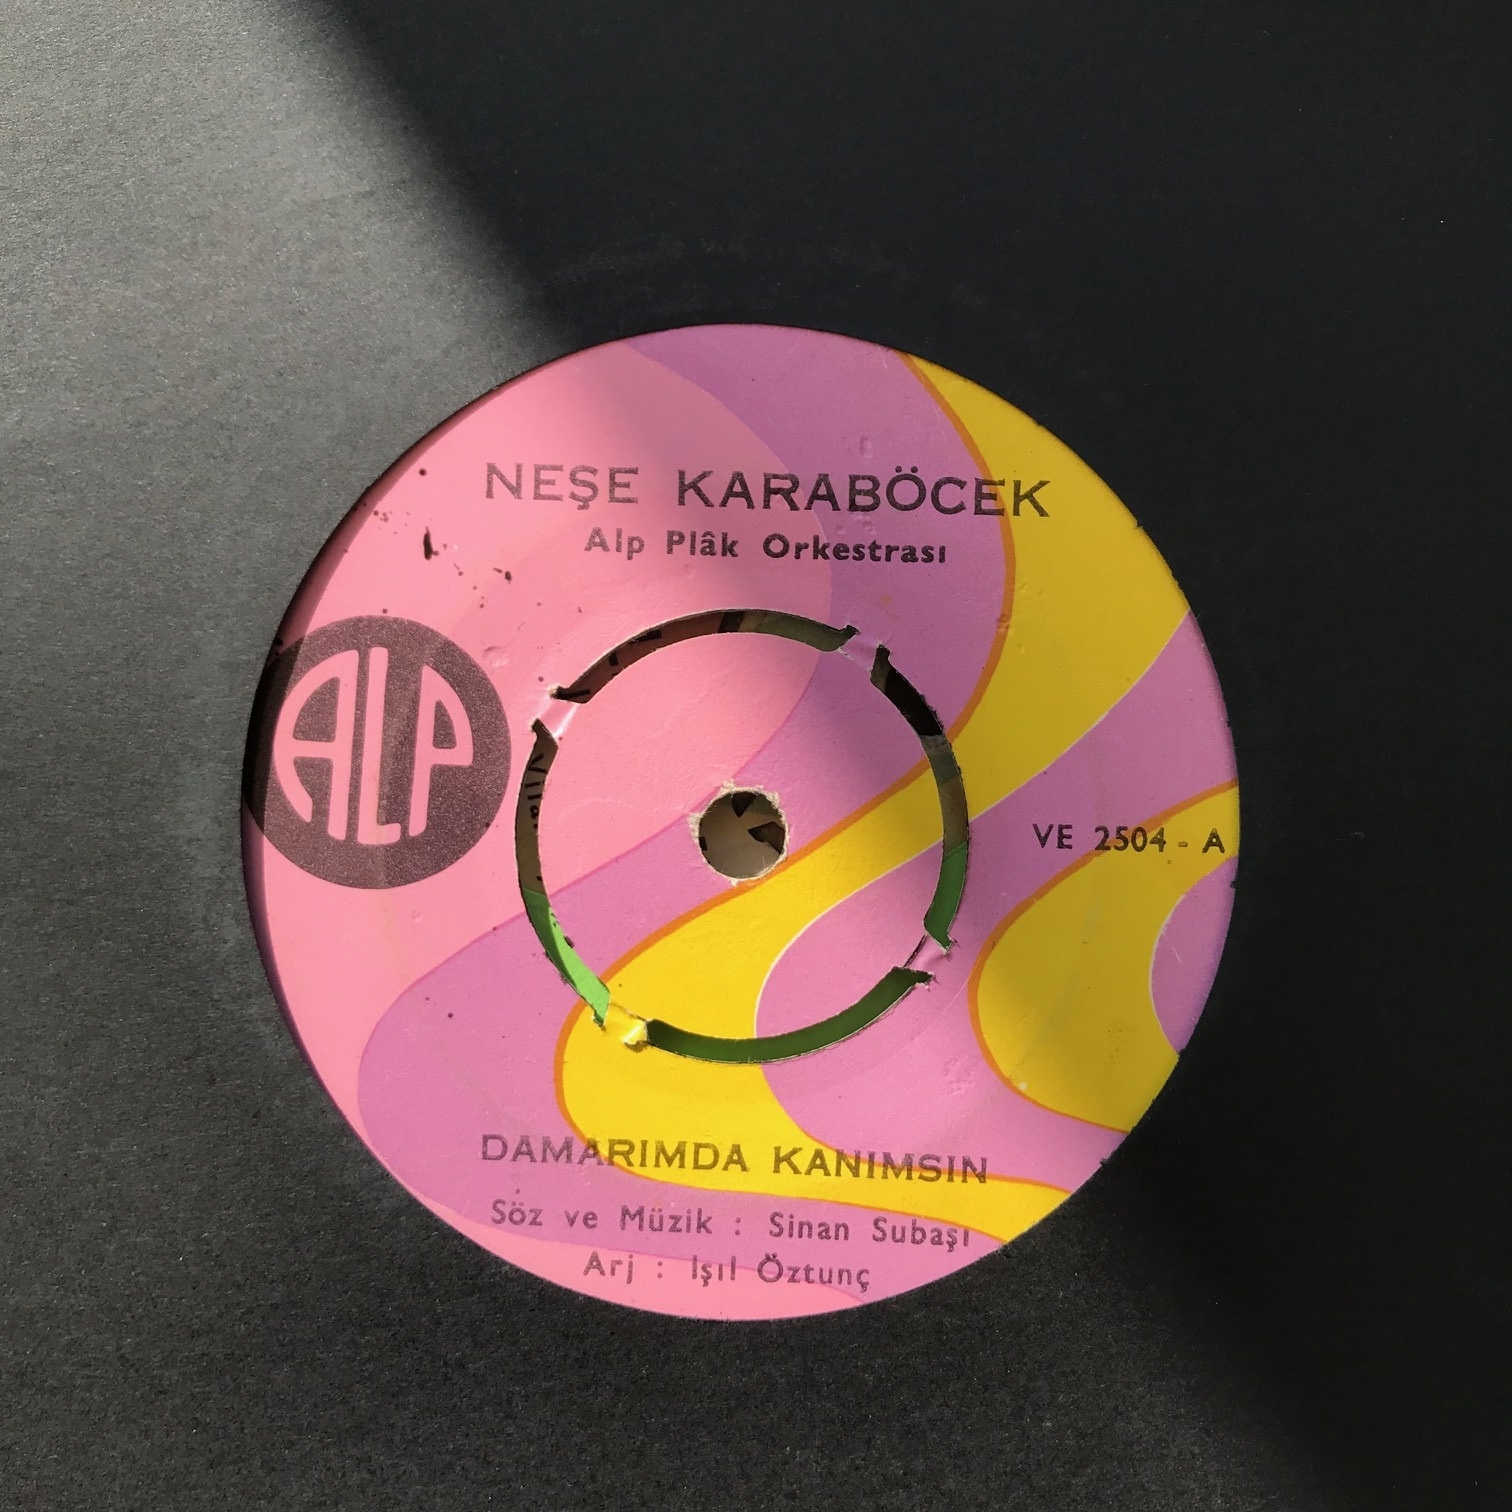 NEŞE KARABÖCEK
Alp Plâk Orkestrası
ALP
VE 2504 - A
DAMARIMDA KANIMSIN
Söz ve Müzik : Sinan Subaşı
Arj : Işıl Öztunç